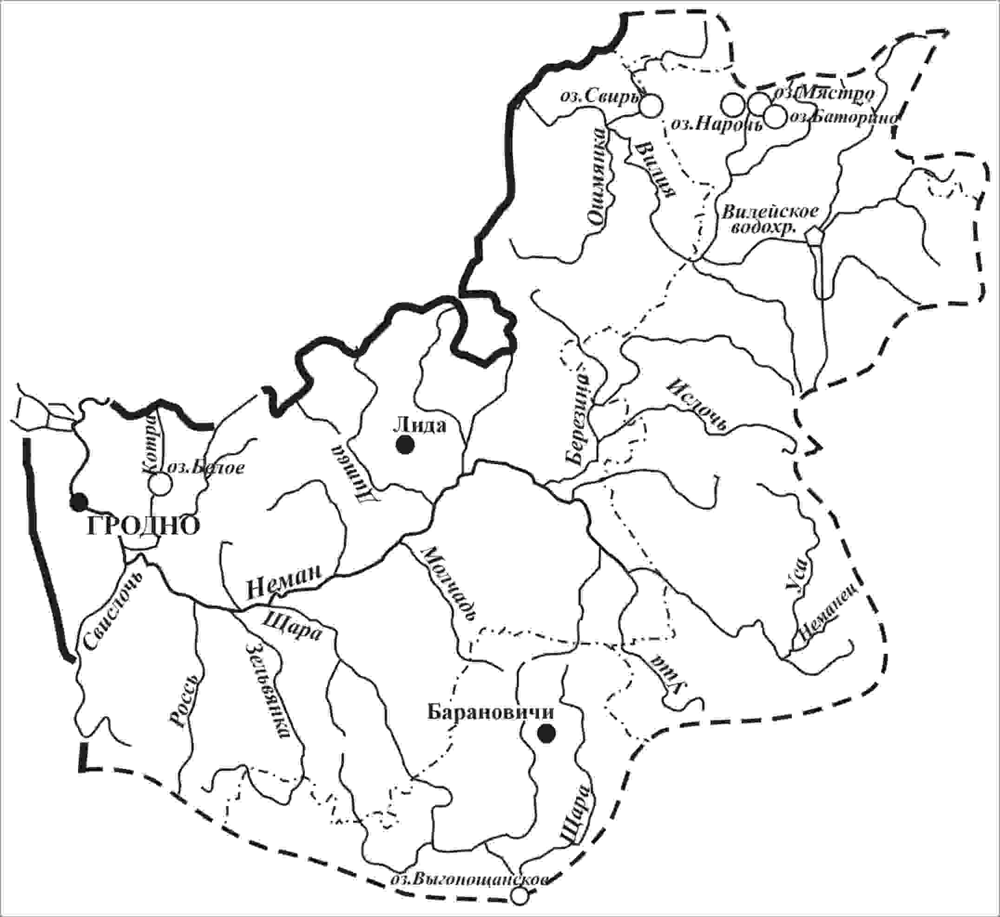 оз.Свирь
оз.Мястро
оз.Нарочь
оз.Баторино
Ошмянка
Вилия
Вилейское
водохр.
Березина
Ислочь
Лида
Котра
оз.Белое
Дитва
ГРОДНО
Неман
Молчадь
Уса
Неманец
Свислочь
Щара
Зельвянка
Россь
Уша
Барановичи
Щара
оз.Выгонощансков